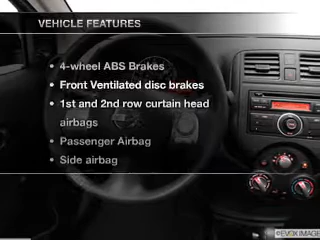 VEHICLE FEATURES
• 4-wheel ABS Brakes
• Front Ventilated disc brakes
• 1st and 2nd row curtain head
airbags
• Passenger Airbag
• Side airbag
©EVOX IMAGE